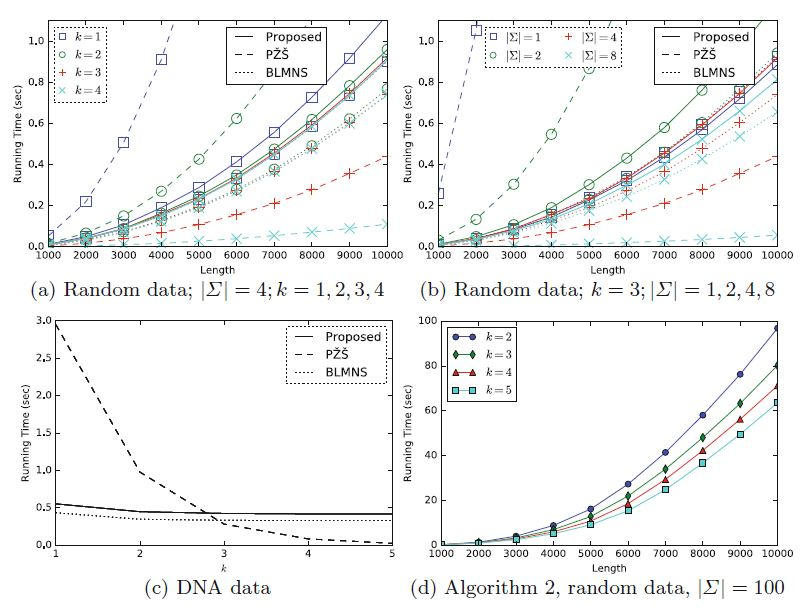 1.0
0.8
0.6
0.4
0.2
0.0
Running Time (sec)
k=1
k=2
k=3
k=4
Proposed
PŽŠ
BLMNS
1000 2000 3000 4000 5000 6000 7000 8000 9000 10000
Length
(a) Random data; |Σ| = 4; k = 1, 2, 3, 4
1.0
0.8
0.6
0.4
0.2
0.0
Running Time (sec)
|Σ|=1 |Σ|=4
|Σ|=2 |Σ|=8
Proposed
PŽŠ
BLMNS
1000 2000 3000 4000 5000 6000 7000 8000 9000 10000
Length
(b) Random data; k = 3; |Σ| = 1, 2, 4, 8
3.0
2.5
2.0
1.5
1.0
0.5
0.0
Running Time (sec)
Proposed
PŽŠ
BLMNS
1 2 3 4 5
k
(c) DNA data
100
80
60
40
20
0
Running Time (sec)
k=2
k=3
k=4
k=5
1000 2000 3000 4000 5000 6000 7000 8000 9000 10000
Length
(d) Algorithm 2, random data, |Σ| = 100